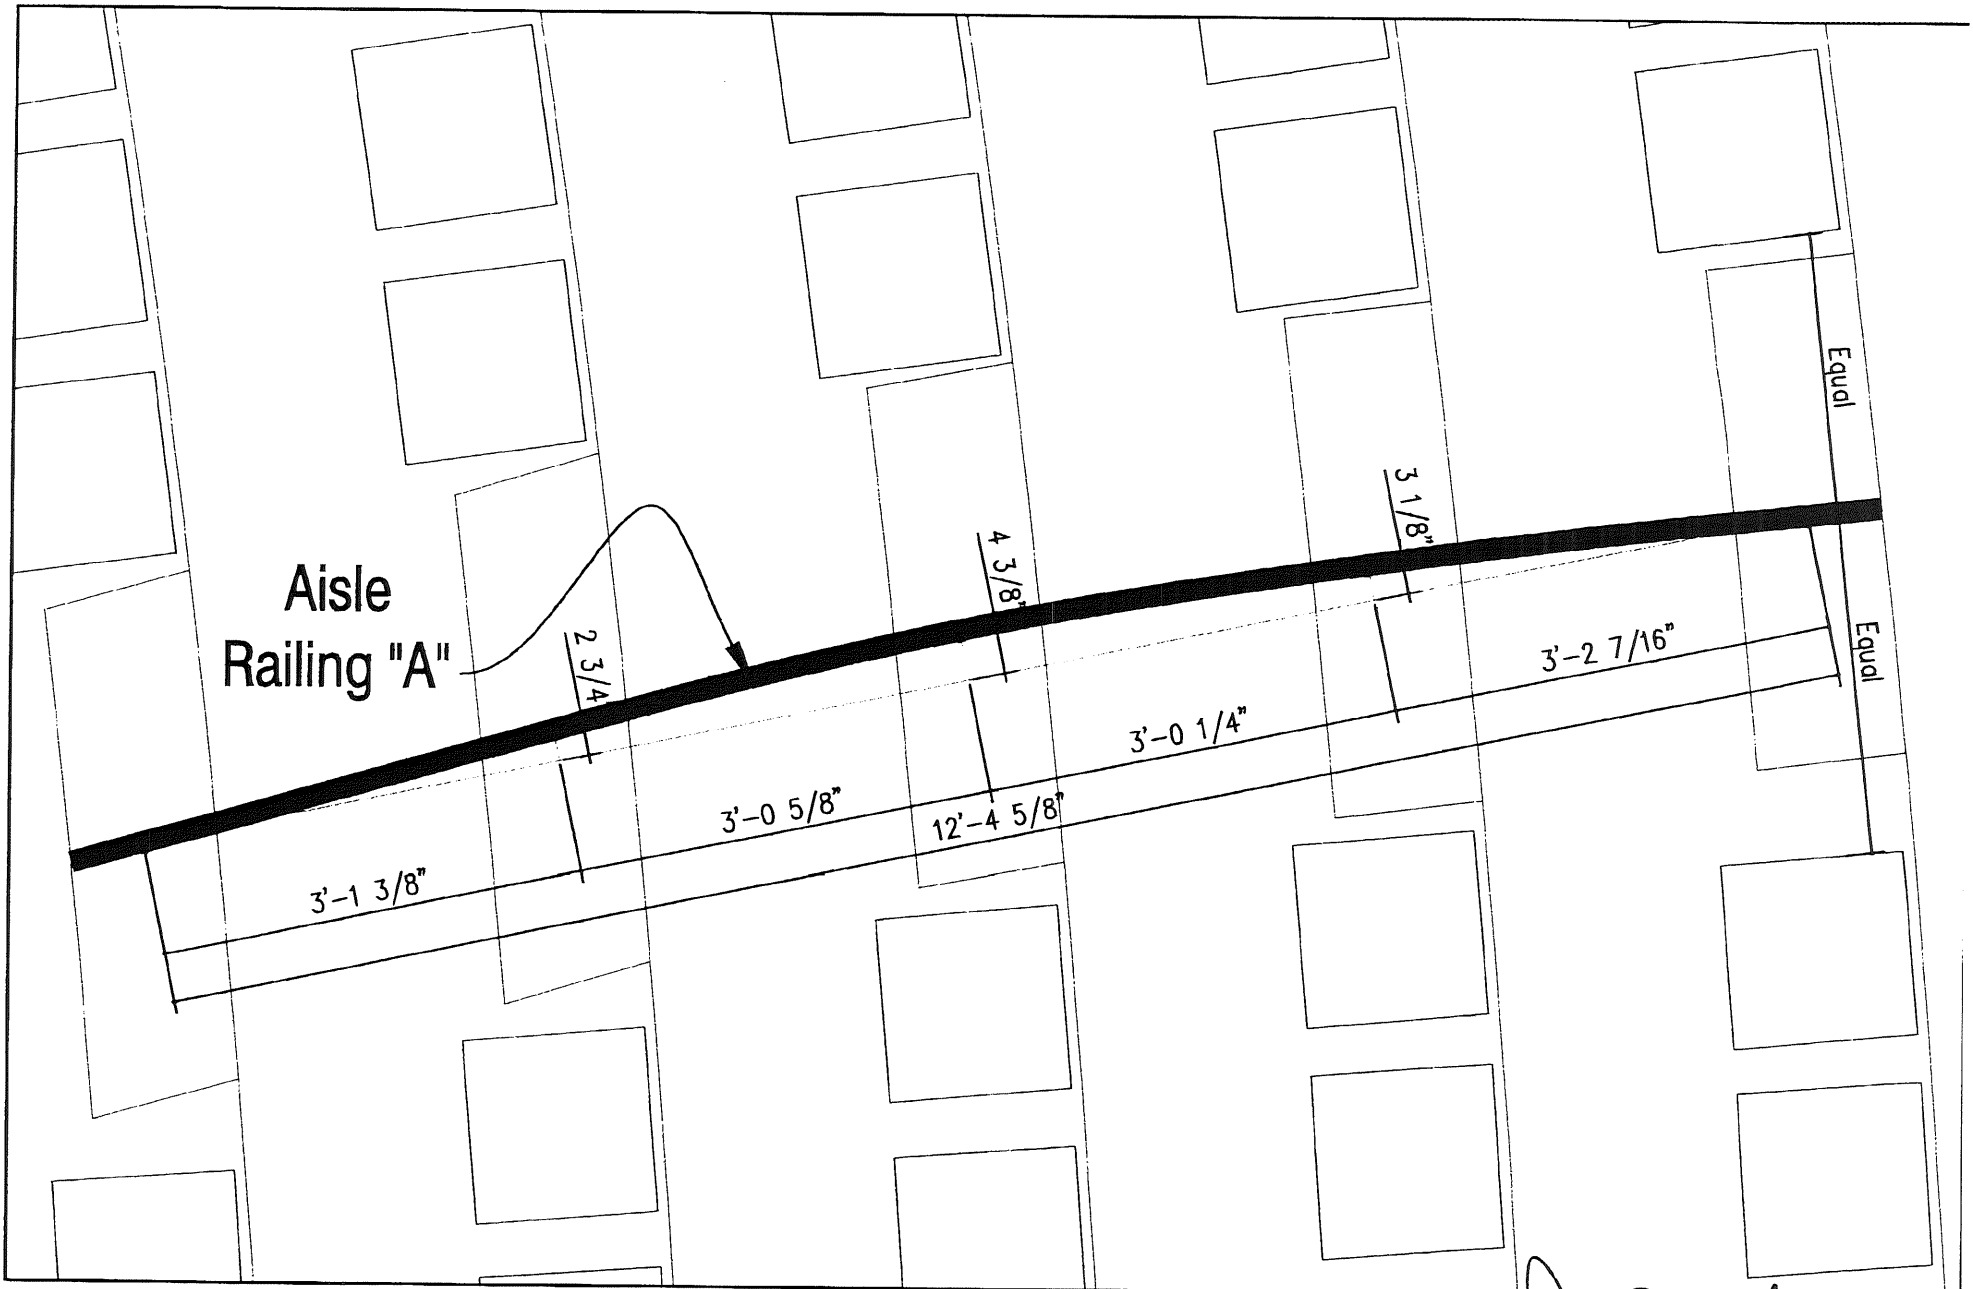 Aisle
Railing "A"
2 3/4
4 3/8"
3 1/8"
Equal
Equal
3'-1 3/8"
3'-0 5/8"
3'-0 1/4"
3'-2 7/16"
12'-4 5/8"